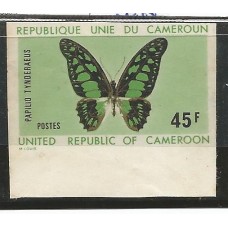 REPUBLIQUE UNIE DU CAMEROUN
PAPILIO TYNDERAEUS
POSTES
45F
UNITED REPUBLIC OF CAMEROON